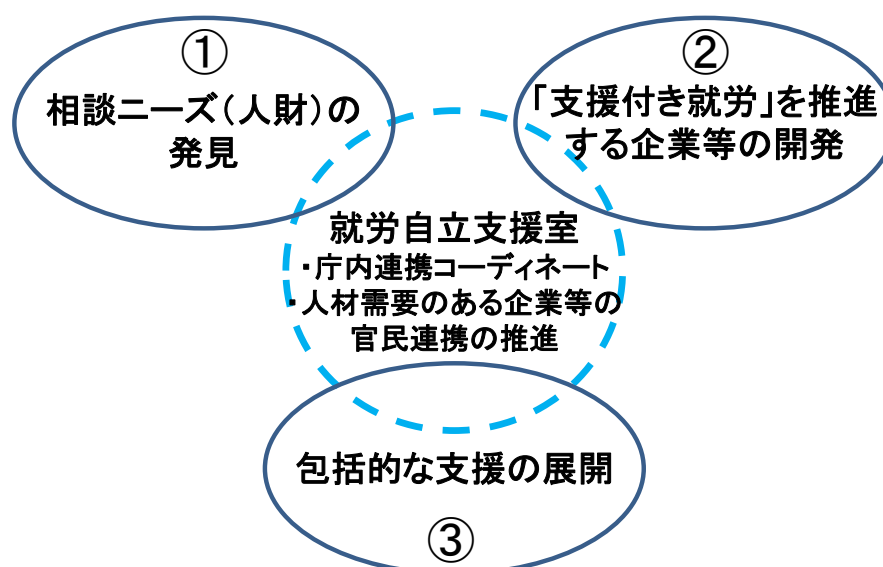 ①
相談ニーズ（人財）の
発見
②
「支援付き就労」を推進
する企業等の開発
就労自立支援室
・庁内連携コーディネート
・人材需要のある企業等の
官民連携の推進
包括的な支援の展開
③